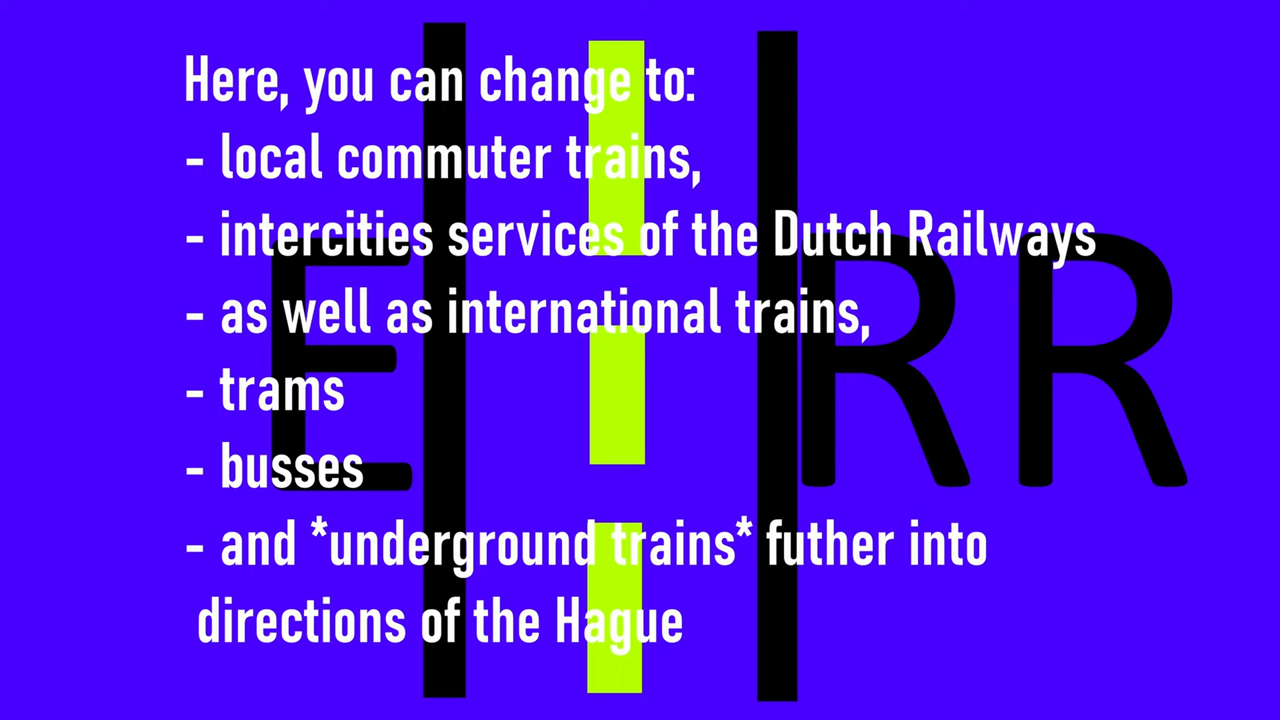 Here, you can change to:
- local commuter trains,
- intercities services of the Dutch Railways
- as well as international trains,
- trams
- busses
- and *underground trains* futher into
directions of the Hague
E RR